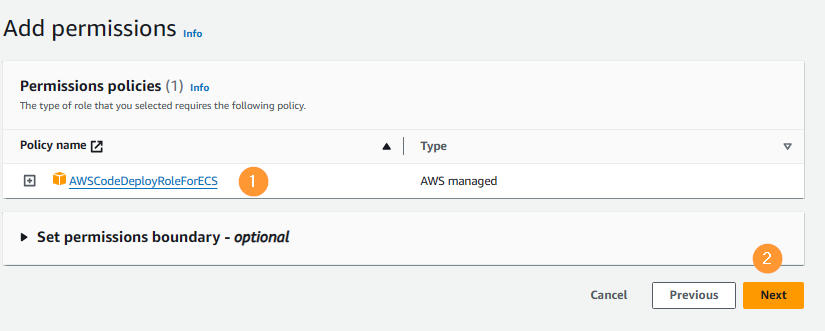 Add permissions Info
Permissions policies (1) Info
The type of role that you selected requires the following policy.
Policy name Type
AWSCodeDeployRoleForECS 1 AWS managed
Set permissions boundary - optional
2
Cancel Previous Next